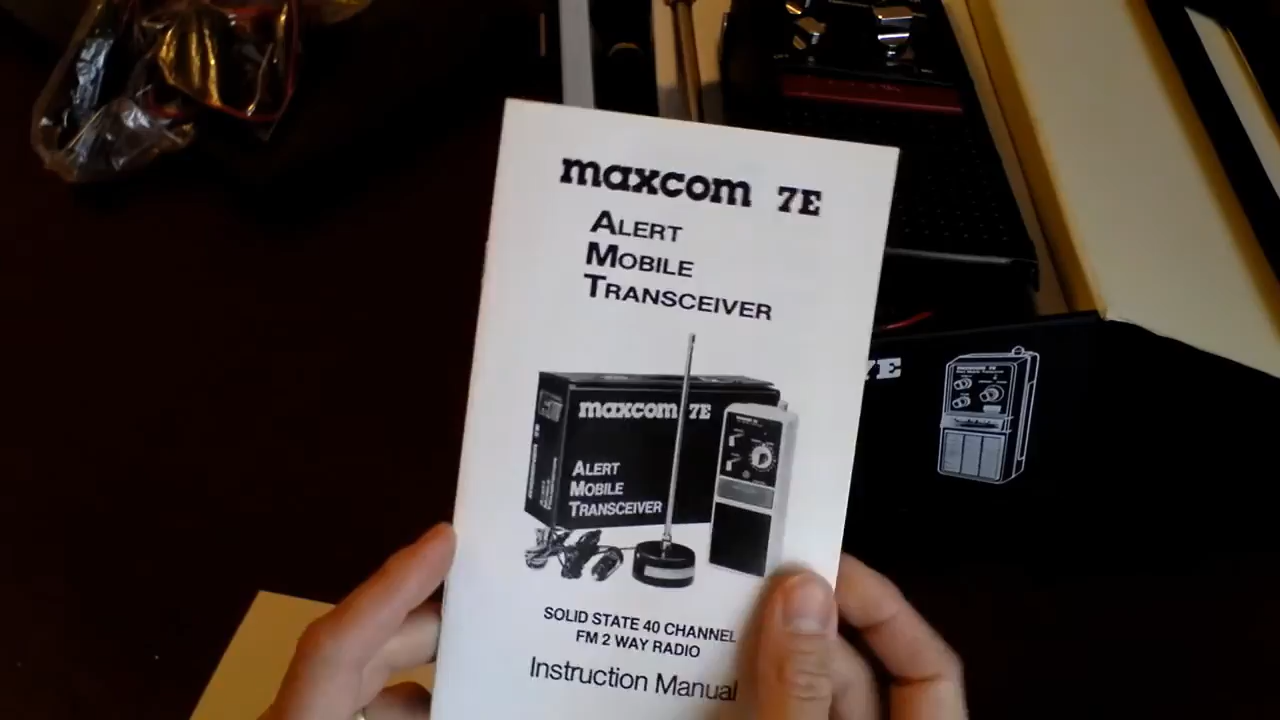 maxcom 7E
ALERT
MOBILE
TRANSCEIVER
maxcom 7E
ALERT
MOBILE
TRANSCEIVER
SOLID STATE 40 CHANNEL
FM 2 WAY RADIO
Instruction Manual
7E